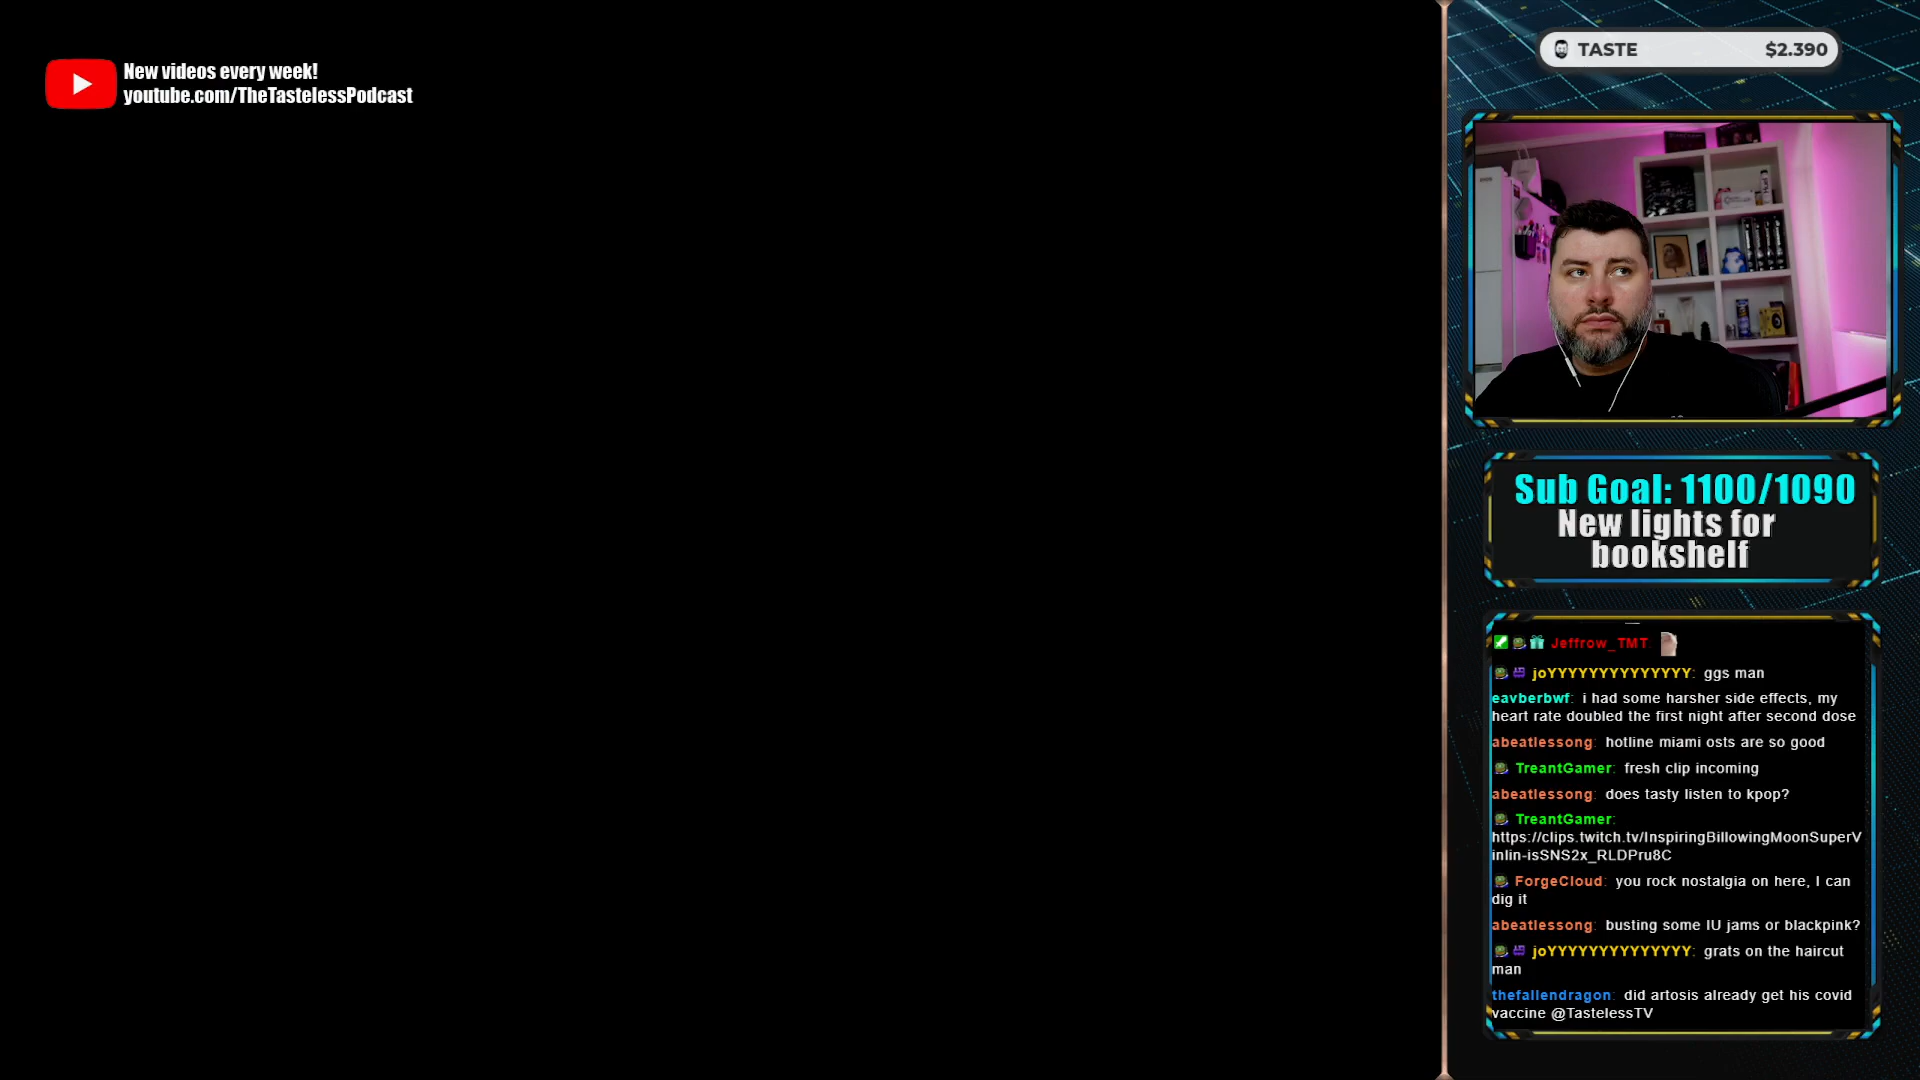 New videos every week!
youtube.com/TheTastelessPodcast
TASTE $2.390
Sub Goal: 1100/1090
New lights for
bookshelf
Jeffrow_TMT:
joYYYYYYYYYYYYYY: ggs man
eavberbwf: i had some harsher side effects, my
heart rate doubled the first night after second dose
abeatlessong: hotline miami osts are so good
TreantGamer: fresh clip incoming
abeatlessong: does tasty listen to kpop?
TreantGamer:
https://clips.twitch.tv/InspiringBillowingMoonSuperV
inlin-isSNS2x_RLDPru8C
ForgeCloud: you rock nostalgia on here, I can
dig it
abeatlessong: busting some IU jams or blackpink?
joYYYYYYYYYYYYYY: grats on the haircut
man
thefallendragon: did artosis already get his covid
vaccine @TastelessTV